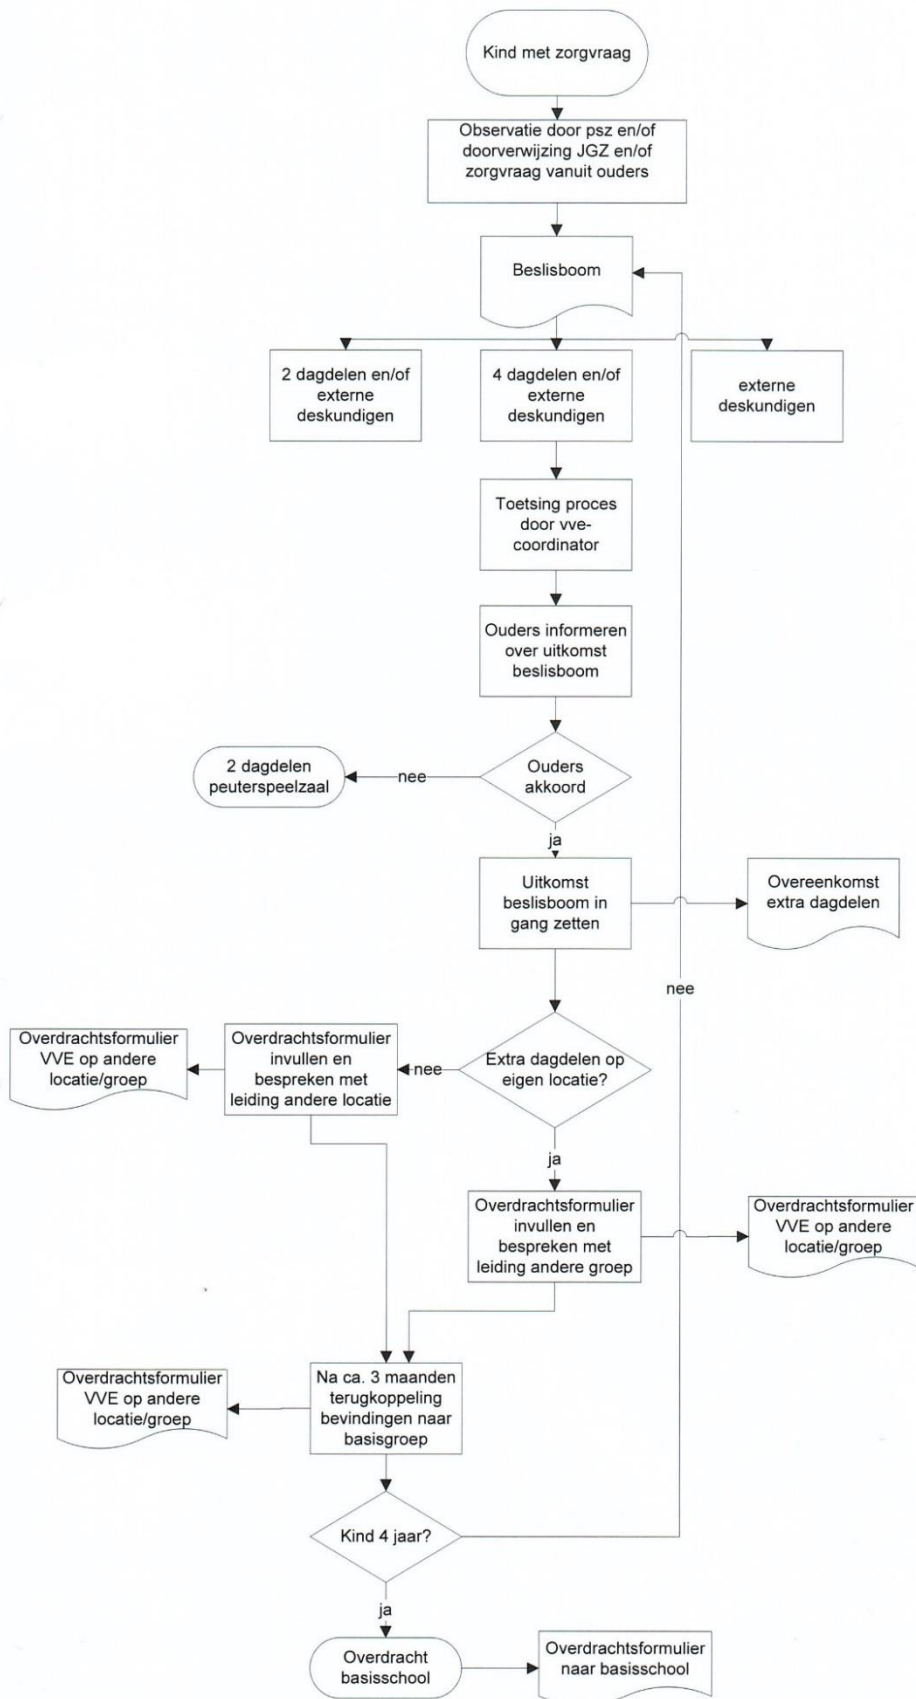 Kind met zorgvraag
Observatie door psz en/of
doorverwijzing JGZ en/of
zorgvraag vanuit ouders
Beslisboom
2 dagdelen en/of
externe
deskundigen
4 dagdelen en/of
externe
deskundigen
externe
deskundigen
Toetsing proces
door vve-
coordinator
Ouders informeren
over uitkomst
beslisboom
Ouders
akkoord
nee
2 dagdelen
peuterspeelzaal
ja
Uitkomst
beslisboom in
gang zetten
Overeenkomst
extra dagdelen
nee
Extra dagdelen op
eigen locatie?
nee
Overdrachtsformulier
invullen en
bespreken met
leiding andere locatie
Overdrachtsformulier
VVE op andere
locatie/groep
ja
Overdrachtsformulier
invullen en
bespreken met
leiding andere groep
Overdrachtsformulier
VVE op andere
locatie/groep
Na ca. 3 maanden
terugkoppeling
bevindingen naar
basisgroep
Overdrachtsformulier
VVE op andere
locatie/groep
Kind 4 jaar?
ja
Overdracht
basisschool
Overdrachtsformulier
naar basisschool